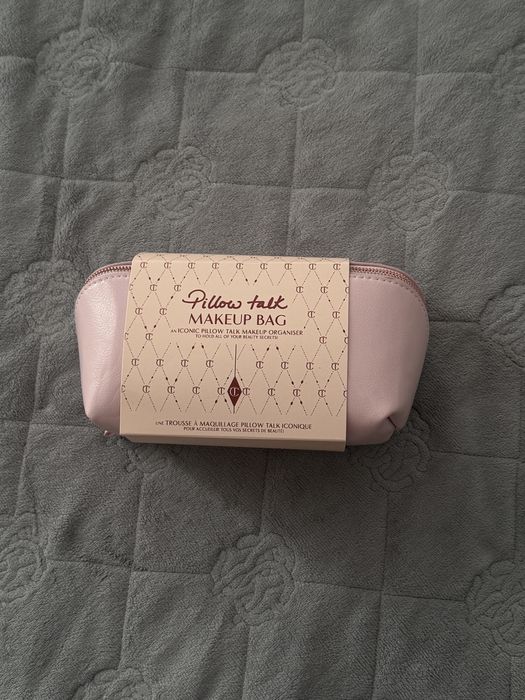 Pillow talk
MAKEUP BAG
AN ICONIC PILLOW TALK MAKEUP ORGANISER
TO HOLD ALL OF YOUR BEAUTY SECRETS!
CT
UNE TROUSSE À MAQUILLAGE PILLOW TALK ICONIQUE
POUR ACCUEILLIR TOUS VOS SECRETS DE BEAUTÉ!